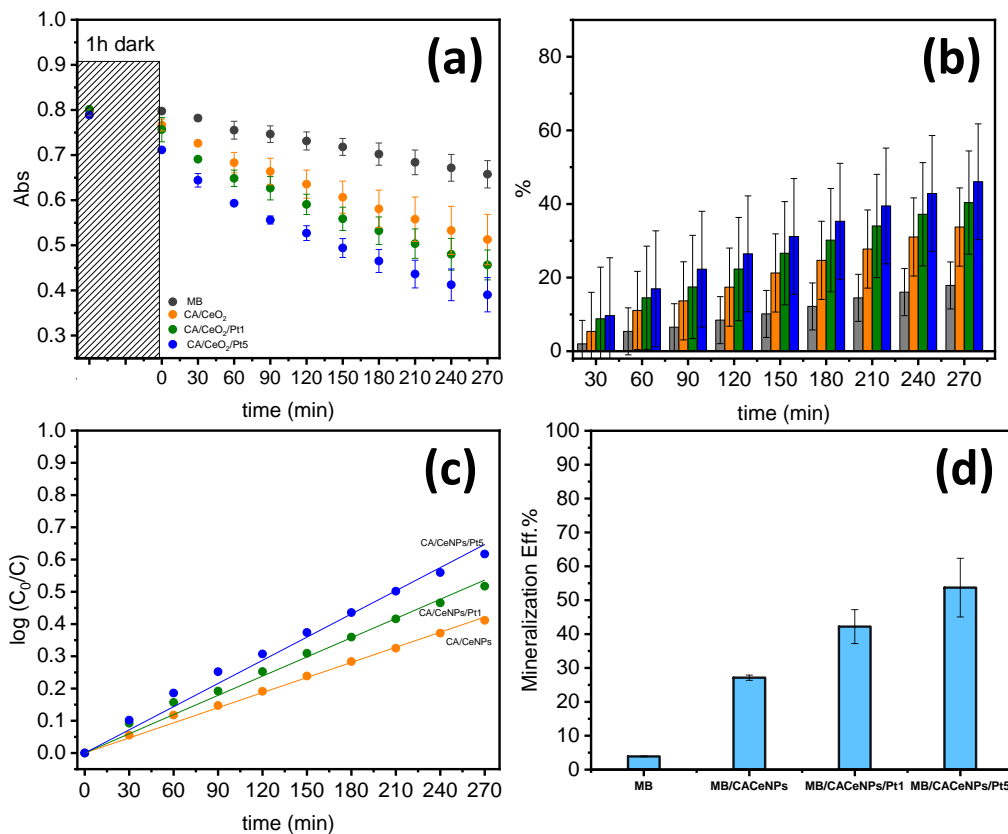 (a)
1h dark
1.0
0.9
0.8
0.7
0.6
0.5
0.4
0.3
Abs
MB
CA/CeO₂
CA/CeO₂/Pt1
CA/CeO₂/Pt5
0 30 60 90 120 150 180 210 240 270
time (min)
(b)
80
60
40
20
0
%
30 60 90 120 150 180 210 240 270
time (min)
(c)
1.0
0.9
0.8
0.7
0.6
0.5
0.4
0.3
0.2
0.1
0.0
log (C₀/C)
CA/CeNPs/Pt5
CA/CeNPs/Pt1
CA/CeNPs
0 30 60 90 120 150 180 210 240 270
time (min)
(d)
100
90
80
70
60
50
40
30
20
10
0
Mineralization Eff.%
MB MB/CACeNPs MB/CACeNPs/Pt1 MB/CACeNPs/Pt5